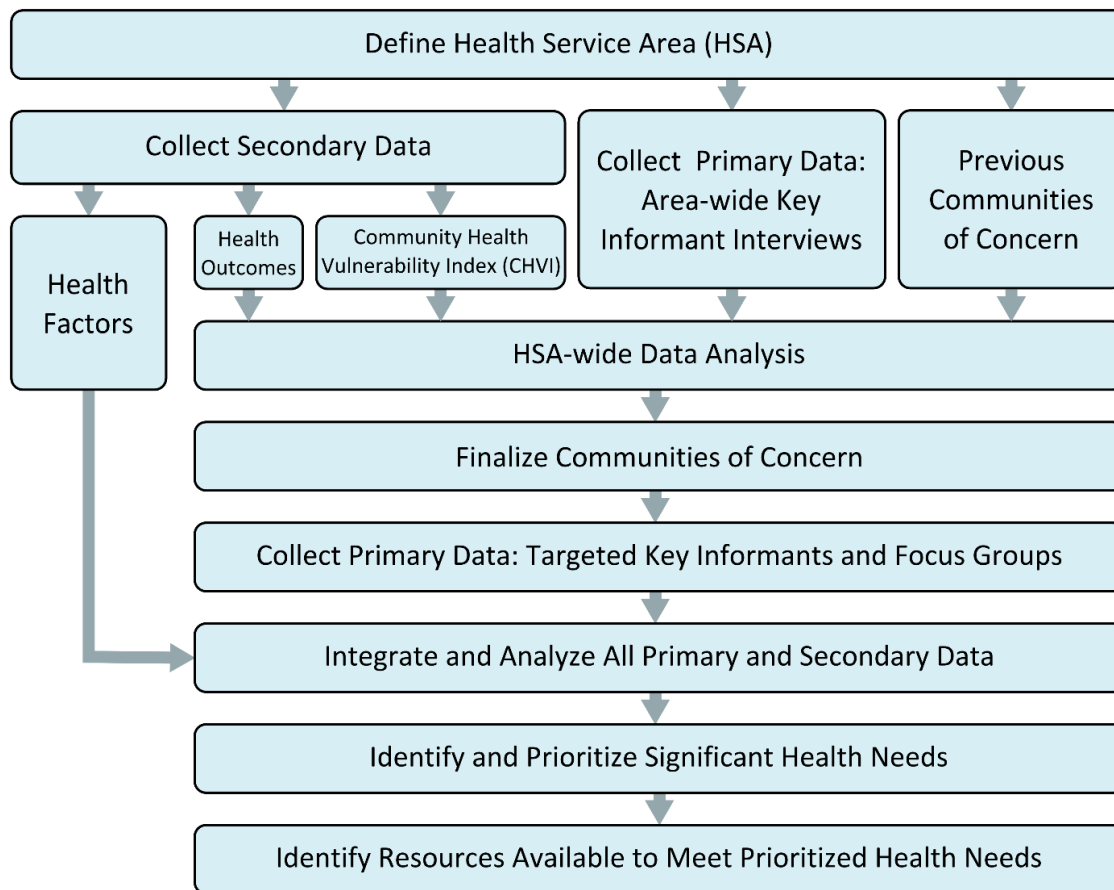 Define Health Service Area (HSA)
Collect Secondary Data
Collect Primary Data:
Area-wide Key
Informant Interviews
Previous
Communities
of Concern
Health
Factors
Health
Outcomes
Community Health
Vulnerability Index (CHVI)
HSA-wide Data Analysis
Finalize Communities of Concern
Collect Primary Data: Targeted Key Informants and Focus Groups
Integrate and Analyze All Primary and Secondary Data
Identify and Prioritize Significant Health Needs
Identify Resources Available to Meet Prioritized Health Needs